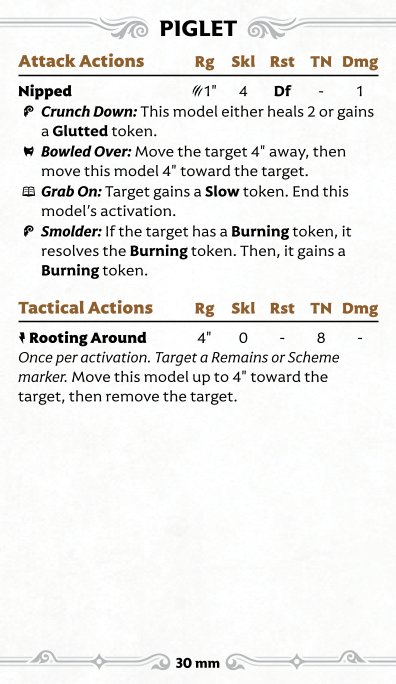 PIGLET
Attack Actions Rg Skl Rst TN Dmg
Nipped 1" 4 Df - 1
Crunch Down: This model either heals 2 or gains
a Glutted token.
Bowled Over: Move the target 4" away, then
move this model 4" toward the target.
Grab On: Target gains a Slow token. End this
model's activation.
Smolder: If the target has a Burning token, it
resolves the Burning token. Then, it gains a
Burning token.
Tactical Actions Rg Skl Rst TN Dmg
Rooting Around 4" 0 - 8 -
Once per activation. Target a Remains or Scheme
marker. Move this model up to 4" toward the
target, then remove the target.
30 mm